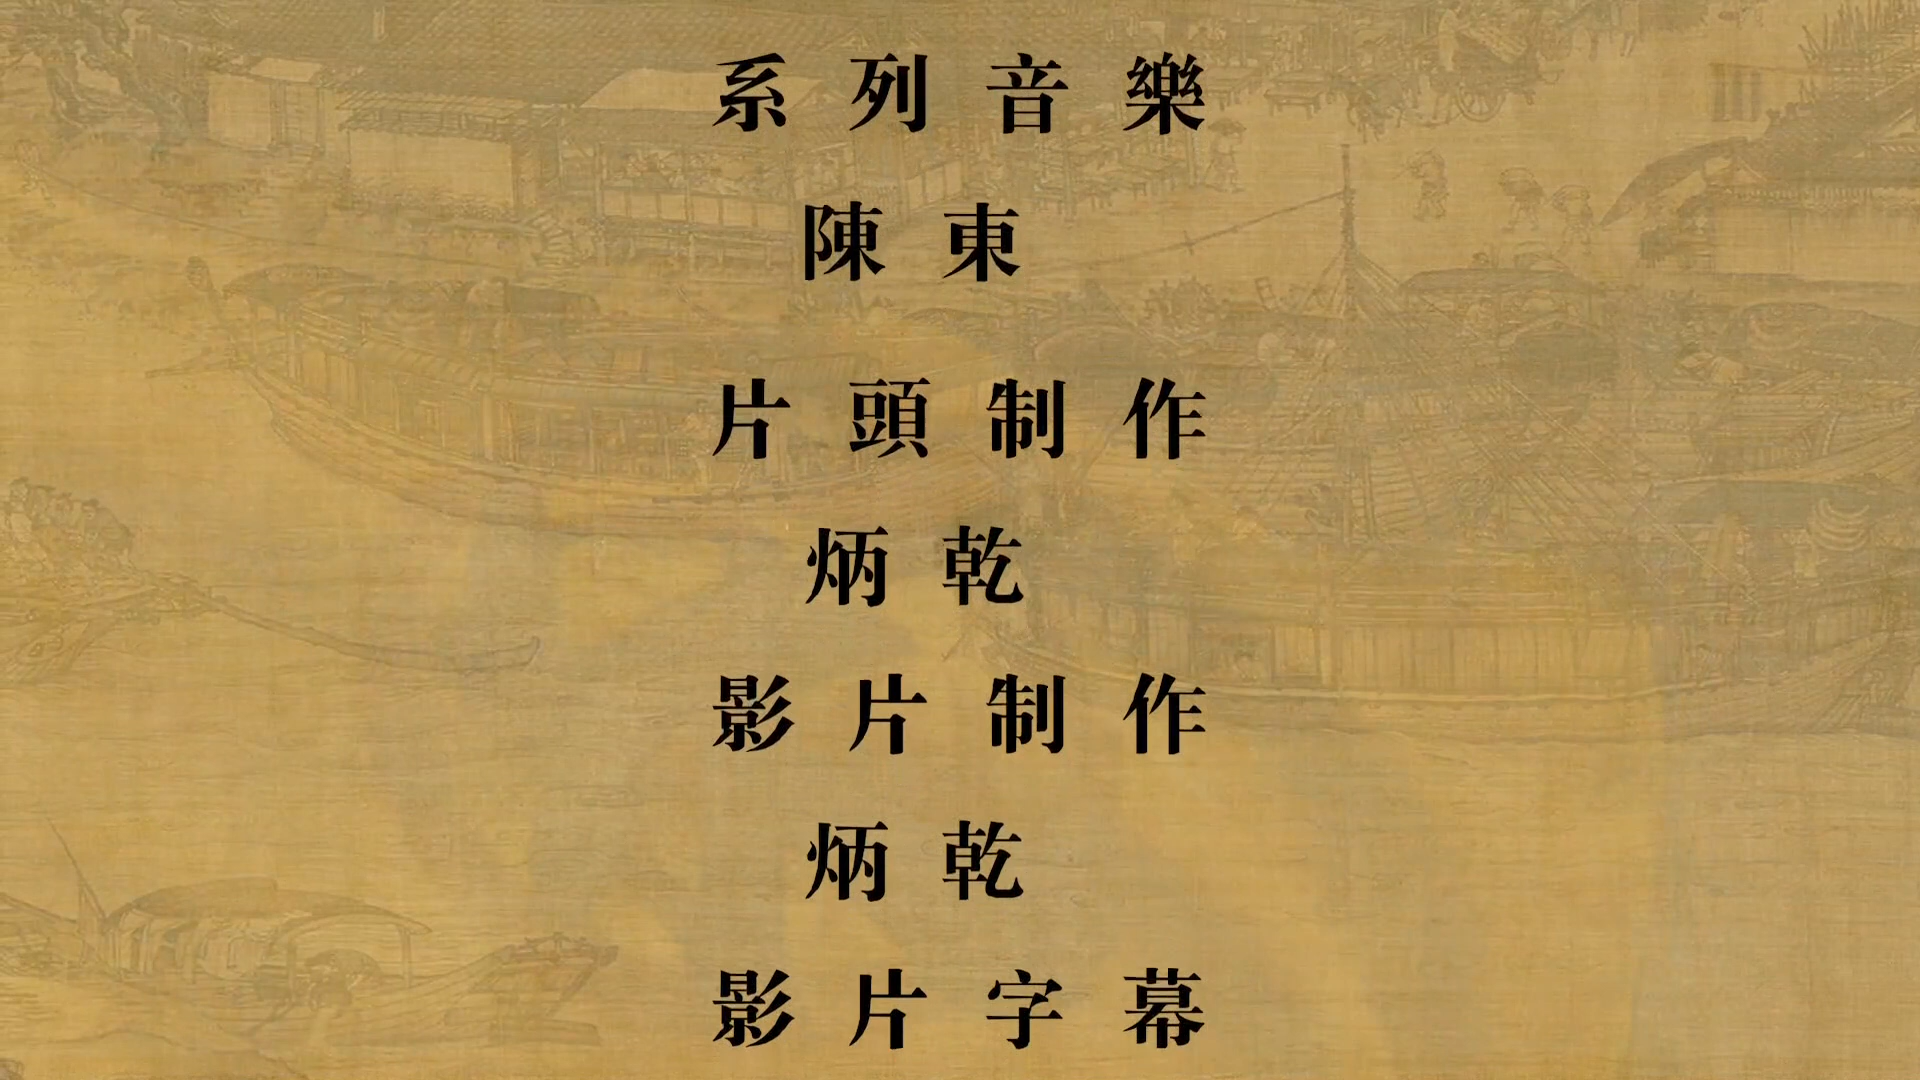 系列音樂
陳東
片頭制作
炳乾
影片制作
炳乾
影片字幕